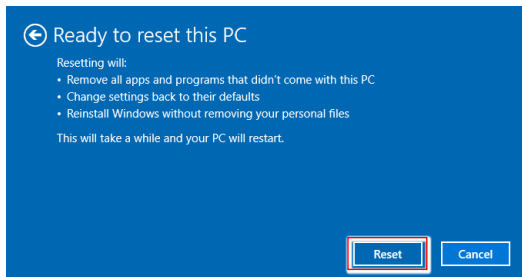 Ready to reset this PC
Resetting will:
• Remove all apps and programs that didn't come with this PC
• Change settings back to their defaults
• Reinstall Windows without removing your personal files
This will take a while and your PC will restart.
Reset Cancel